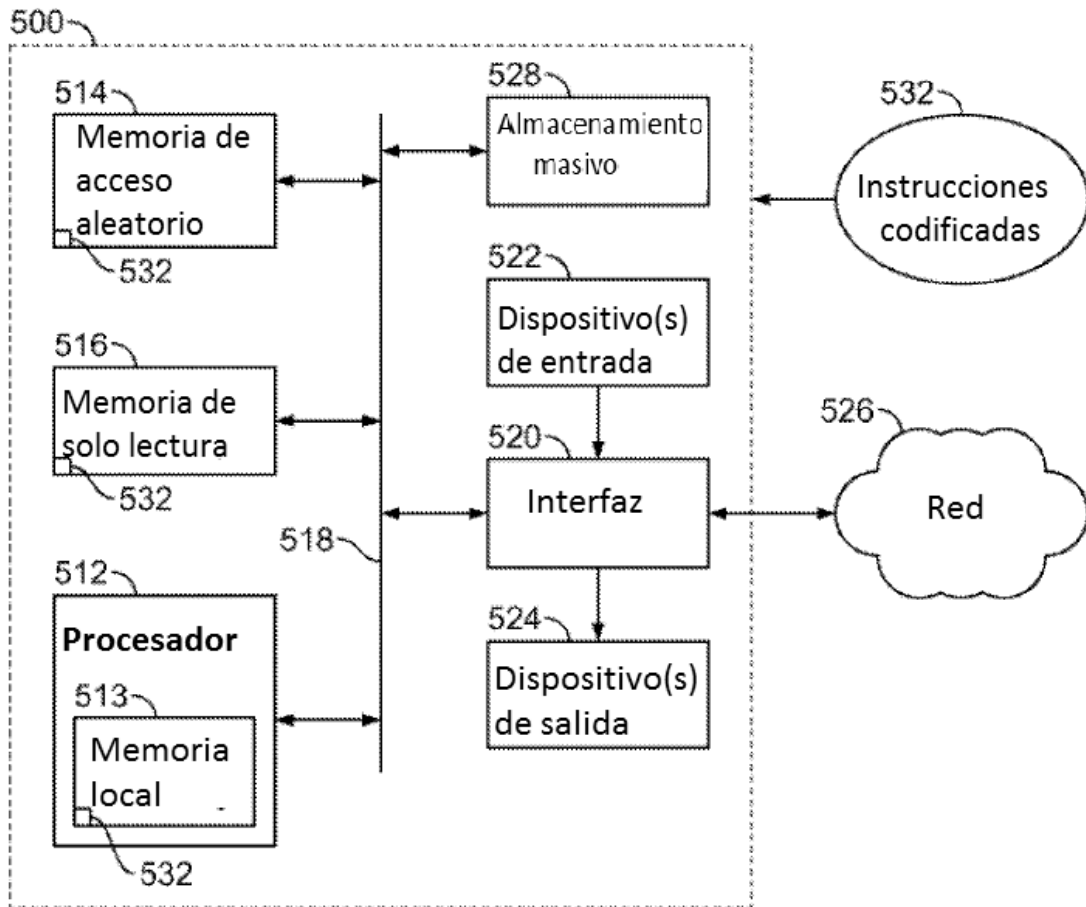 500
514
Memoria de
acceso
aleatorio
532
516
Memoria de
solo lectura
532
512
Procesador
513
Memoria
local
532
518
528
Almacenamiento
masivo
522
Dispositivo(s)
de entrada
520
Interfaz
524
Dispositivo(s)
de salida
532
Instrucciones
codificadas
526
Red